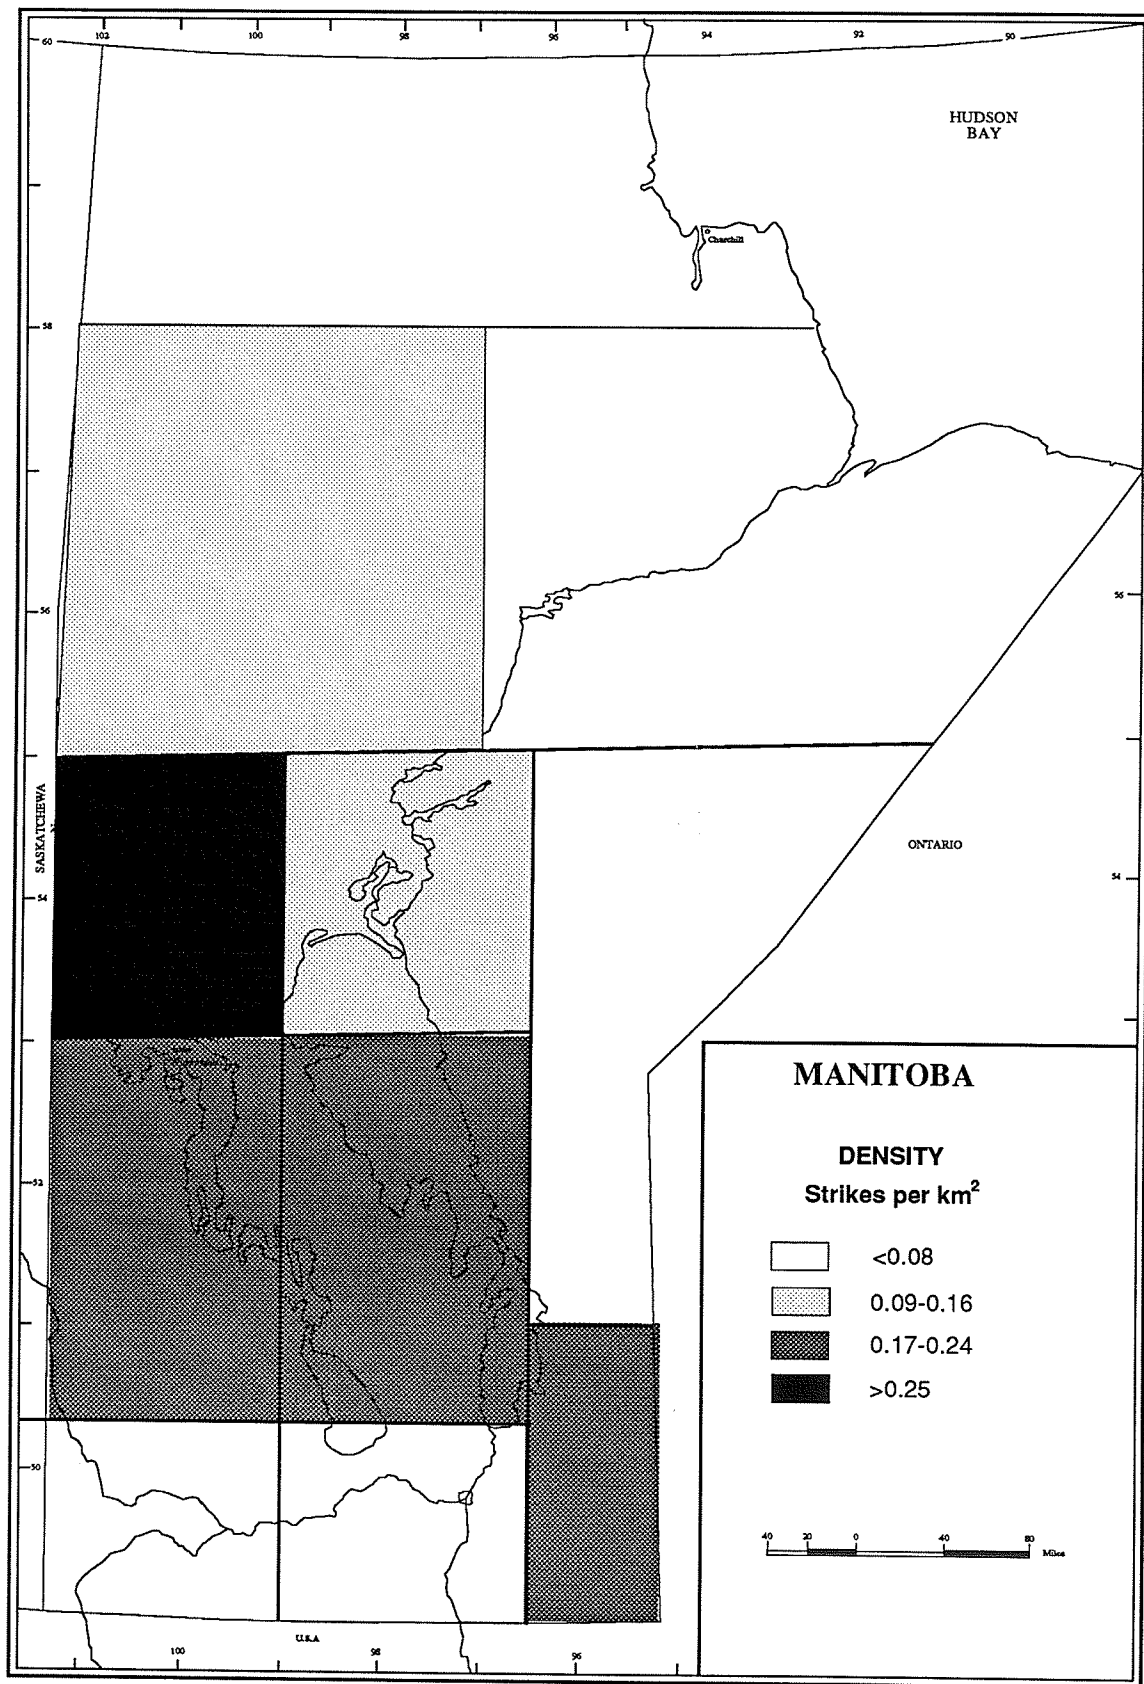 102
100
98
96
94
92
90
60
HUDSON
BAY
Churchill
58
56
56
SASKATCHEWA
ONTARIO
54
54
MANITOBA
DENSITY
Strikes per km²
52
<0.08
0.09-0.16
0.17-0.24
>0.25
50
40 20 0 40 80
Miles
U.S.A
100
98
96